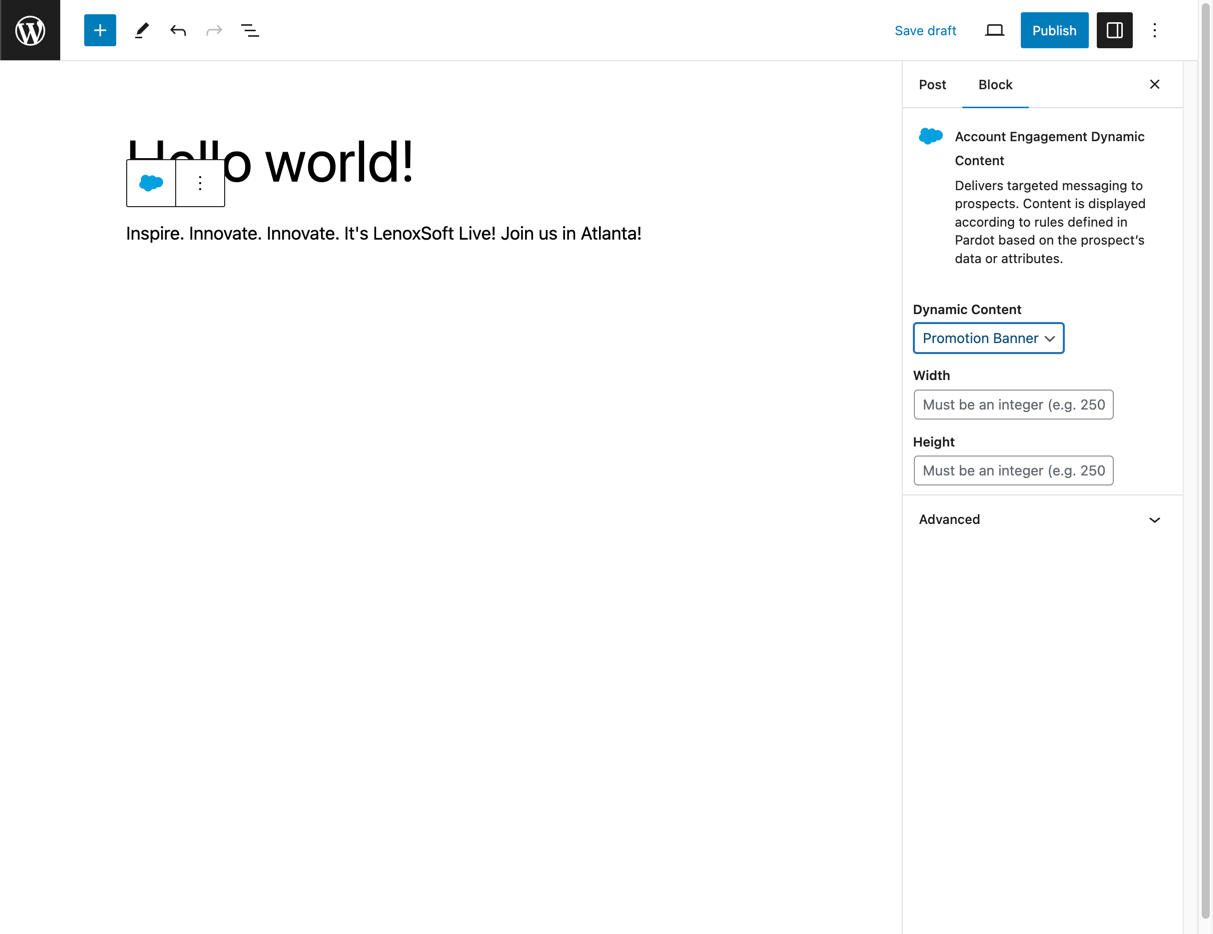 Save draft
Publish
Post
Block
Hello world!
Inspire. Innovate. Innovate. It's LenoxSoft Live! Join us in Atlanta!
Account Engagement Dynamic
Content
Delivers targeted messaging to
prospects. Content is displayed
according to rules defined in
Pardot based on the prospect’s
data or attributes.
Dynamic Content
Promotion Banner
Width
Must be an integer (e.g. 250
Height
Must be an integer (e.g. 250
Advanced